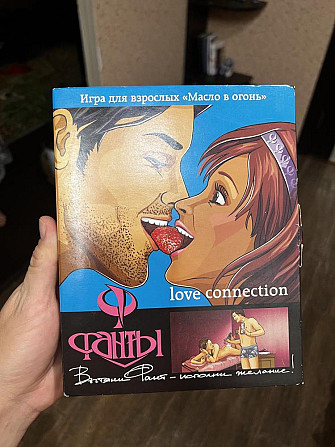 Игра для взрослых «Масло в огонь»
love connection
Фанты
Вытяни Фант - исполни желание!